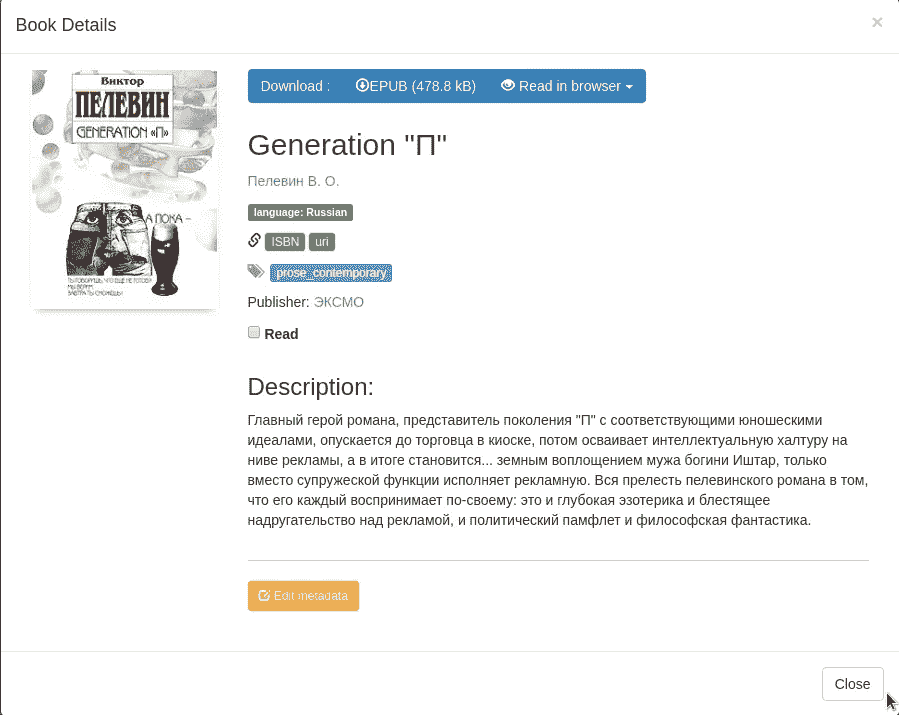 Book Details
×
Виктор
ПЕЛЕВИН
GENERATION «П»
А ПОКА –
ТЫ ГОВОРИШЬ, ЧТО ЕЩЕ НЕ ГОТОВ?
МЫ ВЕРИМ,
ЗАВТРА ТЫ СМОЖЕШЬ!
Download : EPUB (478.8 kB) Read in browser
Generation "П"
Пелевин В. О.
language: Russian
ISBN uri
prose_contemporary
Publisher: ЭКСМО
Read
Description:
Главный герой романа, представитель поколения "П" с соответствующими юношескими
идеалами, опускается до торговца в киоске, потом осваивает интеллектуальную халтуру на
ниве рекламы, а в итоге становится... земным воплощением мужа богини Иштар, только
вместо супружеской функции исполняет рекламную. Вся прелесть пелевинского романа в том,
что его каждый воспринимает по-своему: это и глубокая эзотерика и блестящее
надругательство над рекламой, и политический памфлет и философская фантастика.
Edit metadata
Close